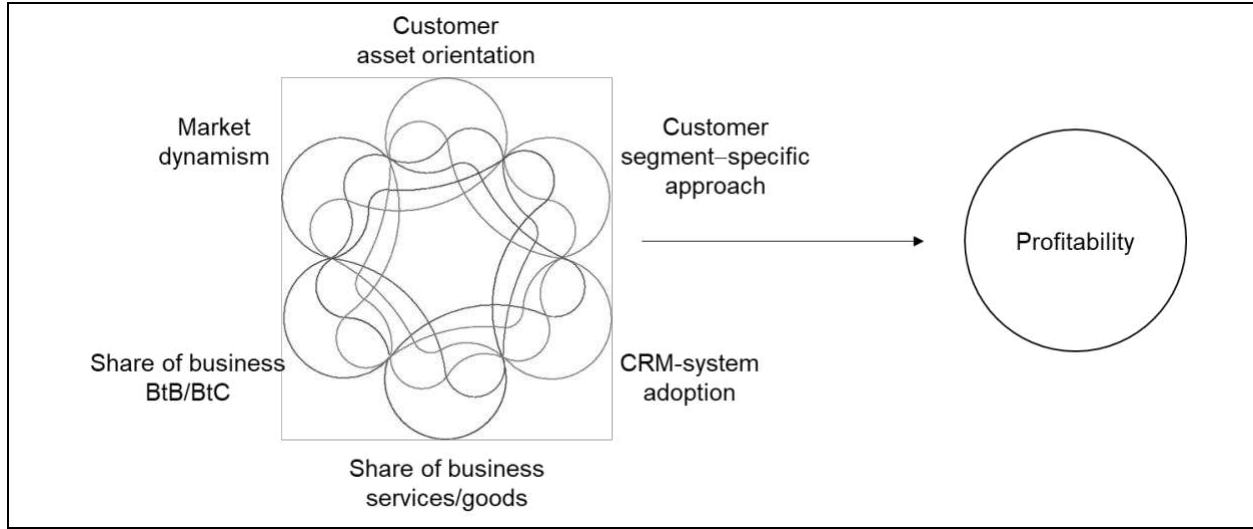 Customer
asset orientation
Market
dynamism
Customer
segment–specific
approach
Profitability
Share of business
BtB/BtC
CRM-system
adoption
Share of business
services/goods